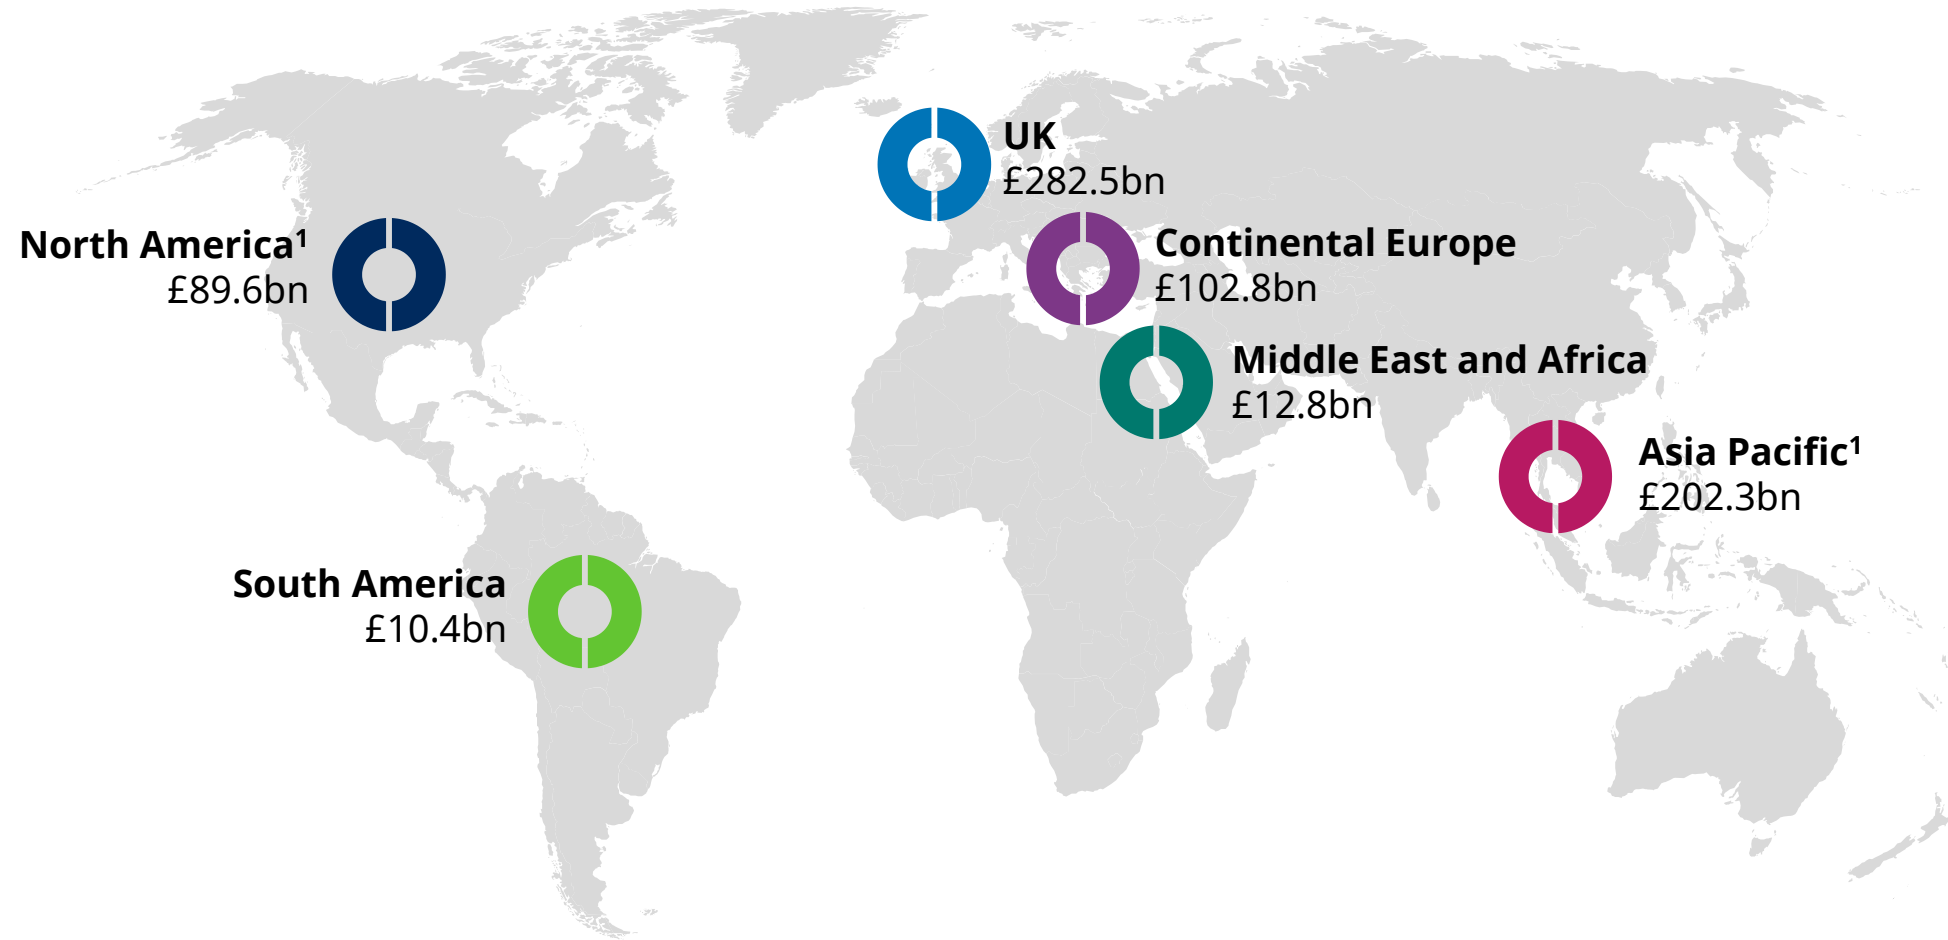 UK
£282.5bn
North America¹
£89.6bn
Continental Europe
£102.8bn
Middle East and Africa
£12.8bn
Asia Pacific¹
£202.3bn
South America
£10.4bn